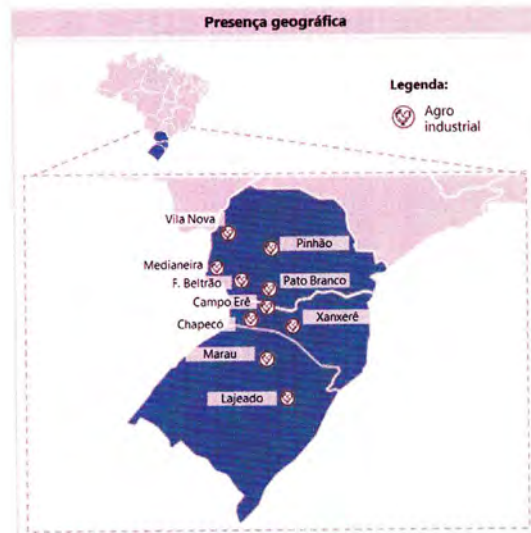 Presença geográfica
Legenda:
Agro
industrial
Vila Nova
Pinhão
Medianeira
F. Beltrão
Pato Branco
Campo Erê
Chapecó
Xanxerê
Marau
Lajeado